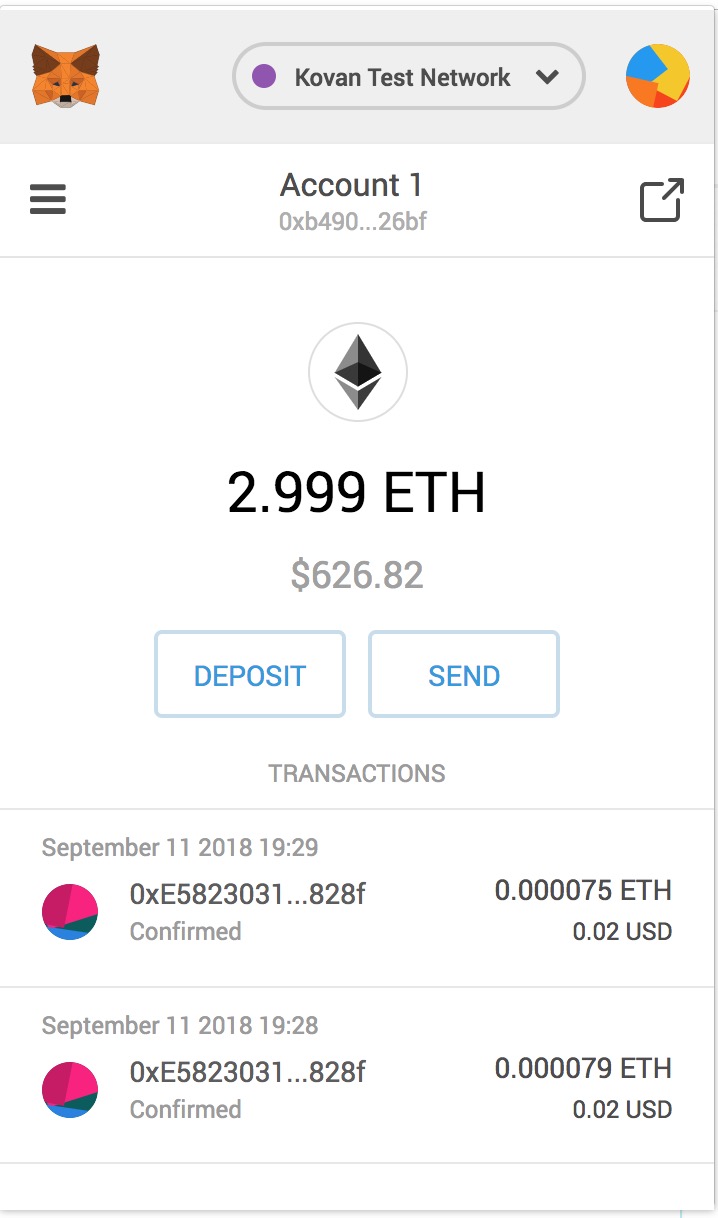 Kovan Test Network
Account 1
0xb490...26bf
2.999 ETH
$626.82
DEPOSIT
SEND
TRANSACTIONS
September 11 2018 19:29
0xE5823031...828f
0.000075 ETH
Confirmed
0.02 USD
September 11 2018 19:28
0xE5823031...828f
0.000079 ETH
Confirmed
0.02 USD